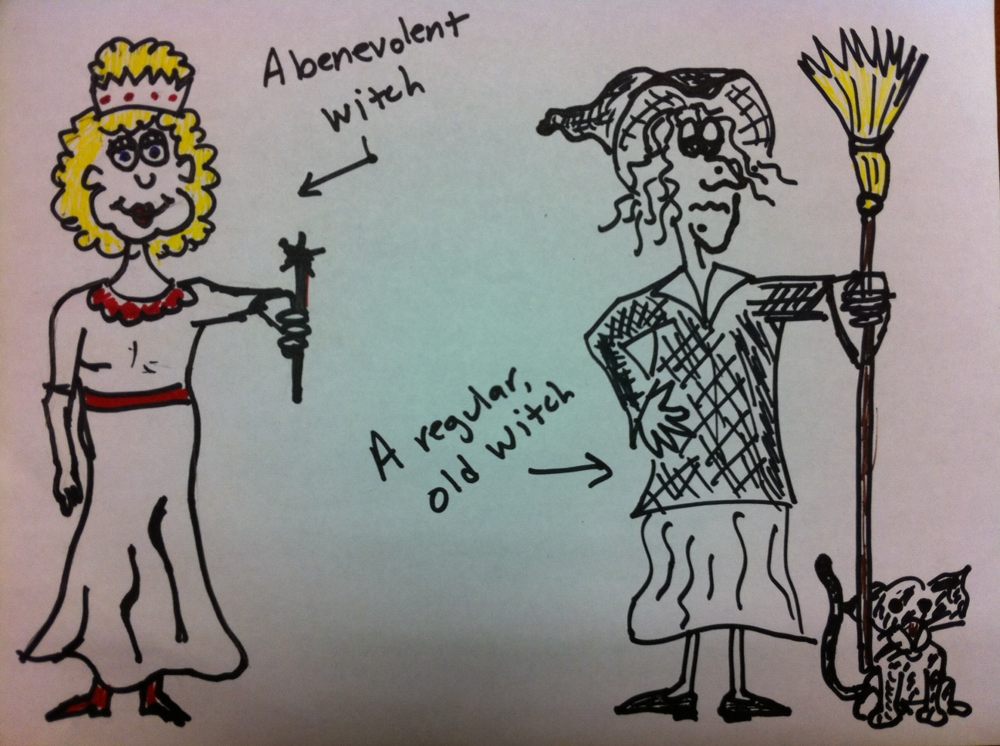 A benevolent
witch
A regular,
old witch